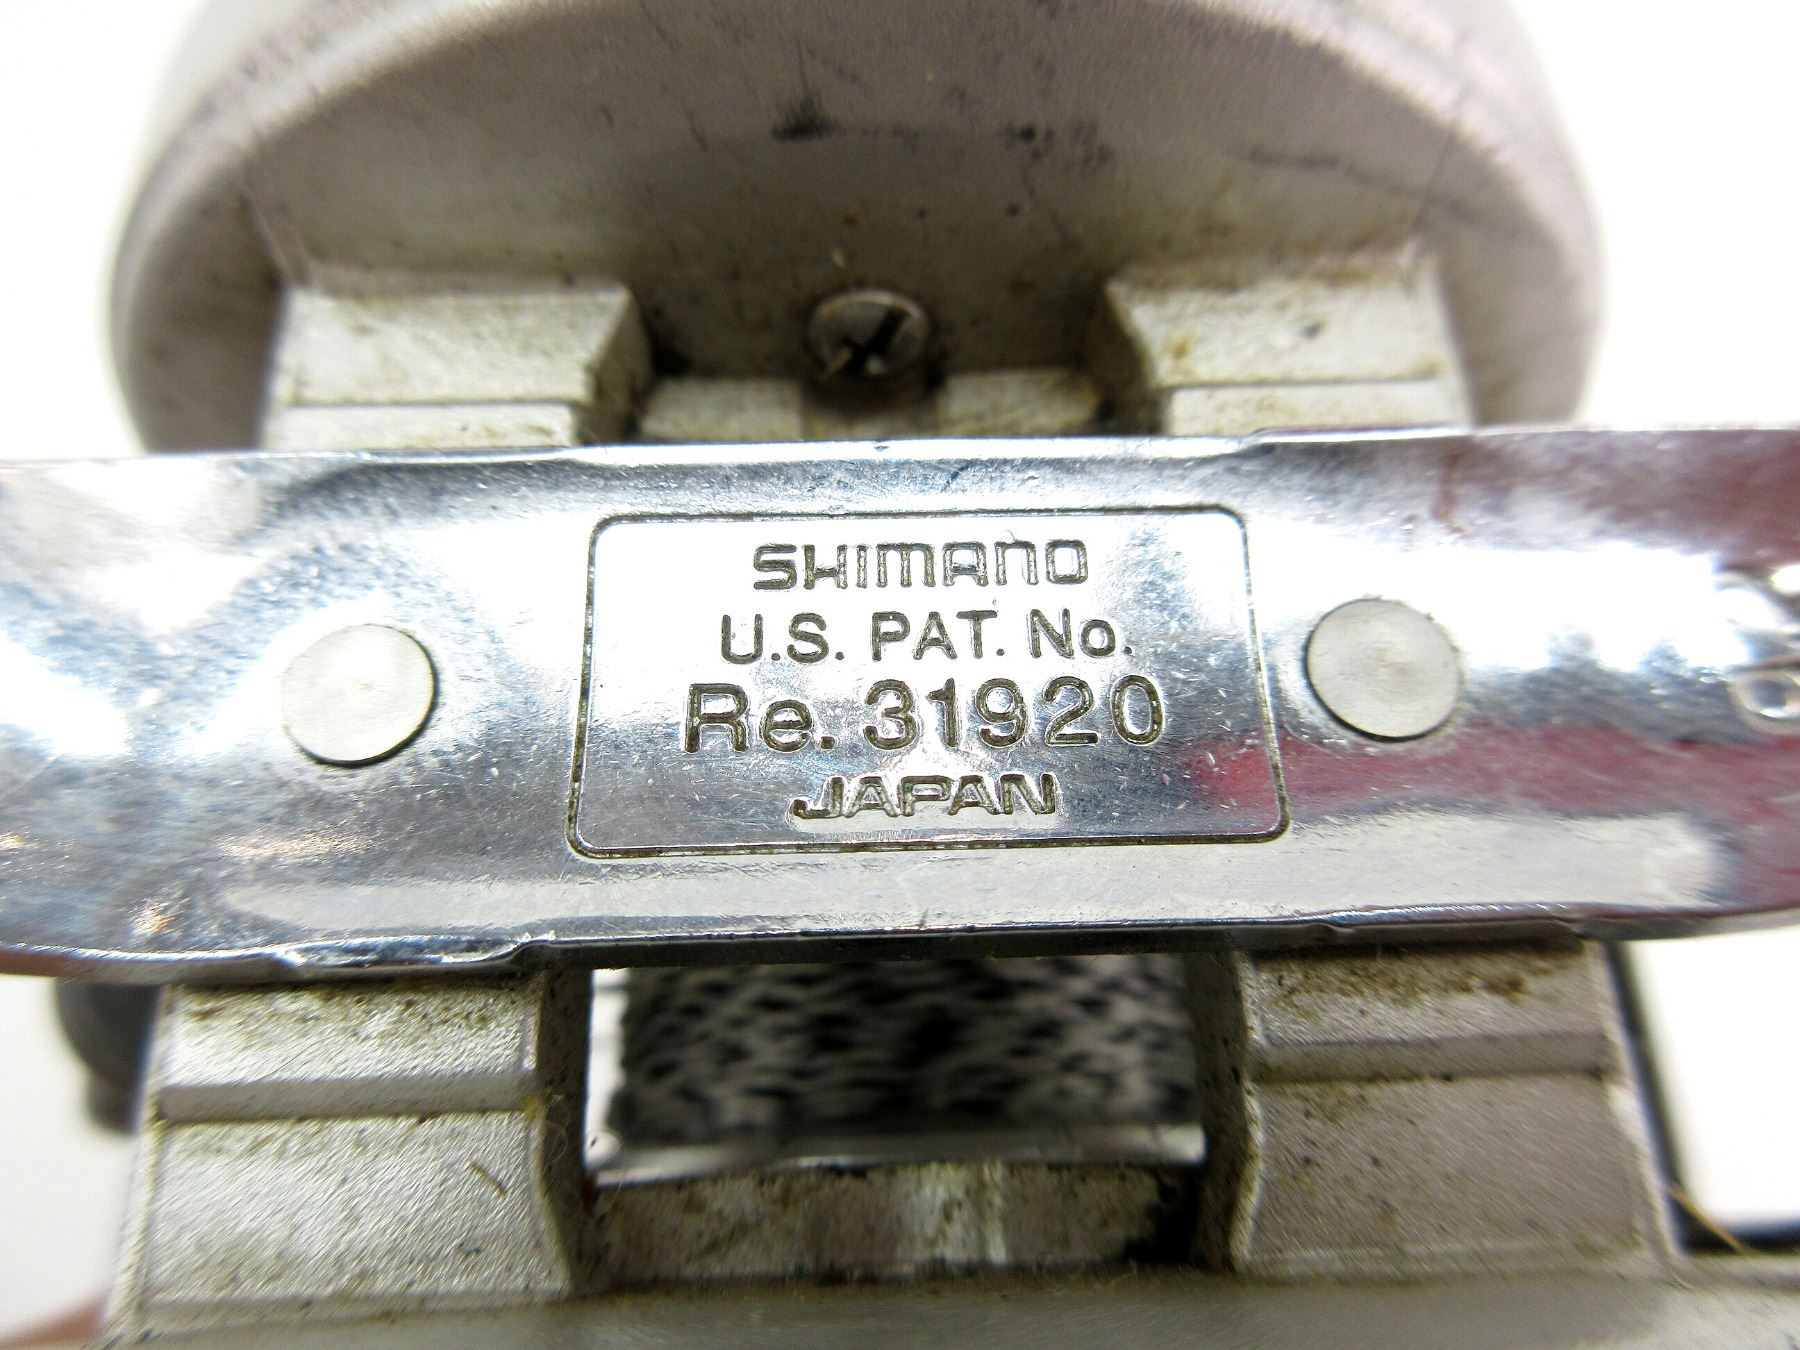 SHIMANO
U.S. PAT. No.
Re. 31920
JAPAN